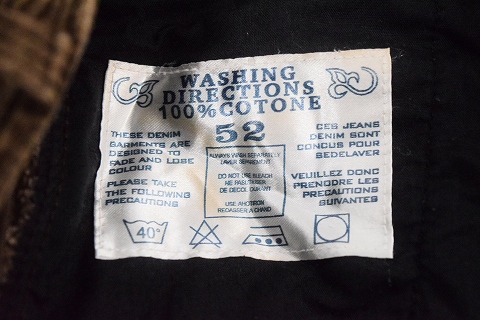 WASHING
DIRECTIONS
100% COTONE
52
THESE DENIM
GARMENTS ARE
DESIGNED TO
FADE AND LOSE
COLOUR
PLEASE TAKE
THE FOLLOWING
PRECAUTIONS
ALWAYS WASH SEPARATELY
DO NOT USE BLEACH
CES JEANS
DENIM SONT
CONCUS POUR
BEDELAVER
VEUILLEZ DONC
PRENDRE LES
PRECAUTIONS
SUIVANTES
40°